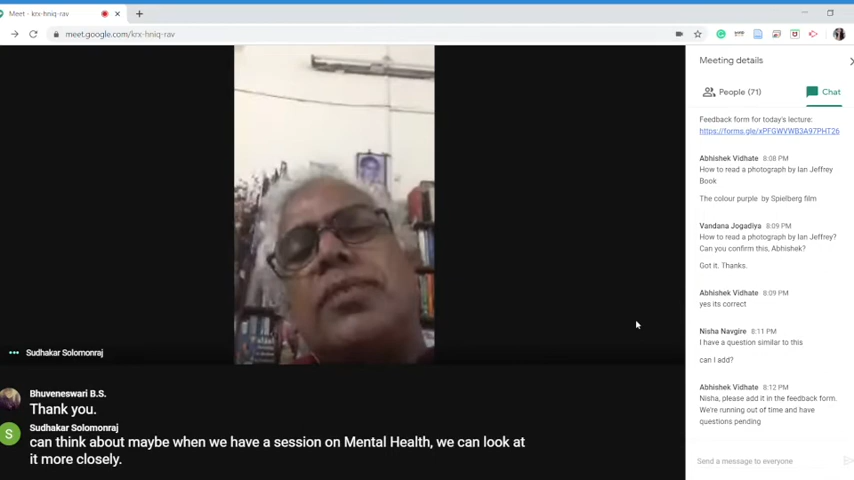 Meet - krx-hniq-rav
meet.google.com/krx-hniq-rav
Meeting details
People (71)
Chat
Feedback form for today's lecture:
https://forms.gle/xPFGWVWB3A97PHT26
Abhishek Vidhate 8:08 PM
How to read a photograph by Ian Jeffrey
Book
The colour purple by Spielberg film
Vandana Jogadiya 8:09 PM
How to read a photograph by Ian Jeffrey?
Can you confirm this, Abhishek?
Got it. Thanks.
Abhishek Vidhate 8:09 PM
yes its correct
Nisha Navgire 8:11 PM
I have a question similar to this
can I add?
Abhishek Vidhate 8:12 PM
Nisha, please add it in the feedback form.
We're running out of time and have
questions pending
Send a message to everyone
Sudhakar Solomonraj
Bhuveneswari B.S.
Thank you.
S
Sudhakar Solomonraj
can think about maybe when we have a session on Mental Health, we can look at
it more closely.